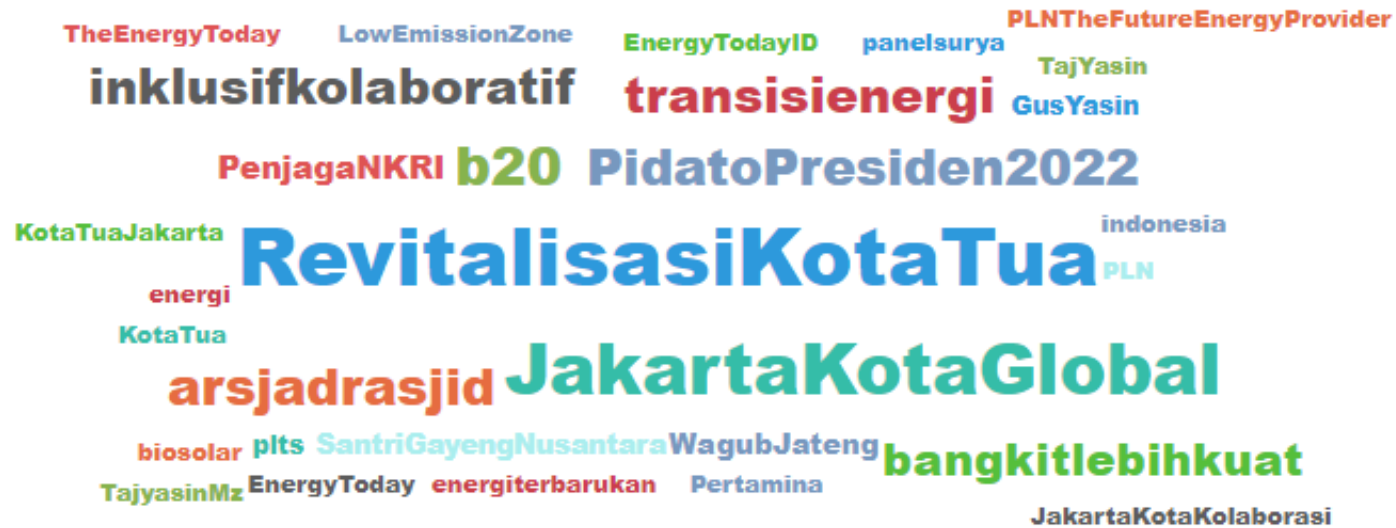 PLNTheFutureEnergyProvider
TheEnergyToday LowEmissionZone EnergyTodayID panelsurya
TajYasin
inklusifkolaboratif transisienergi GusYasin
PenjagaNKRI b20 PidatoPresiden2022
KotaTuaJakarta RevitalisasiKotaTua indonesia
PLN
energi
KotaTua
arsjadrasjid JakartaKotaGlobal
biosolar plts SantriGayengNusantara WagubJateng bangkitlebihkuat
TajyasinMz EnergyToday energiterbarukan Pertamina
JakartaKotaKolaborasi